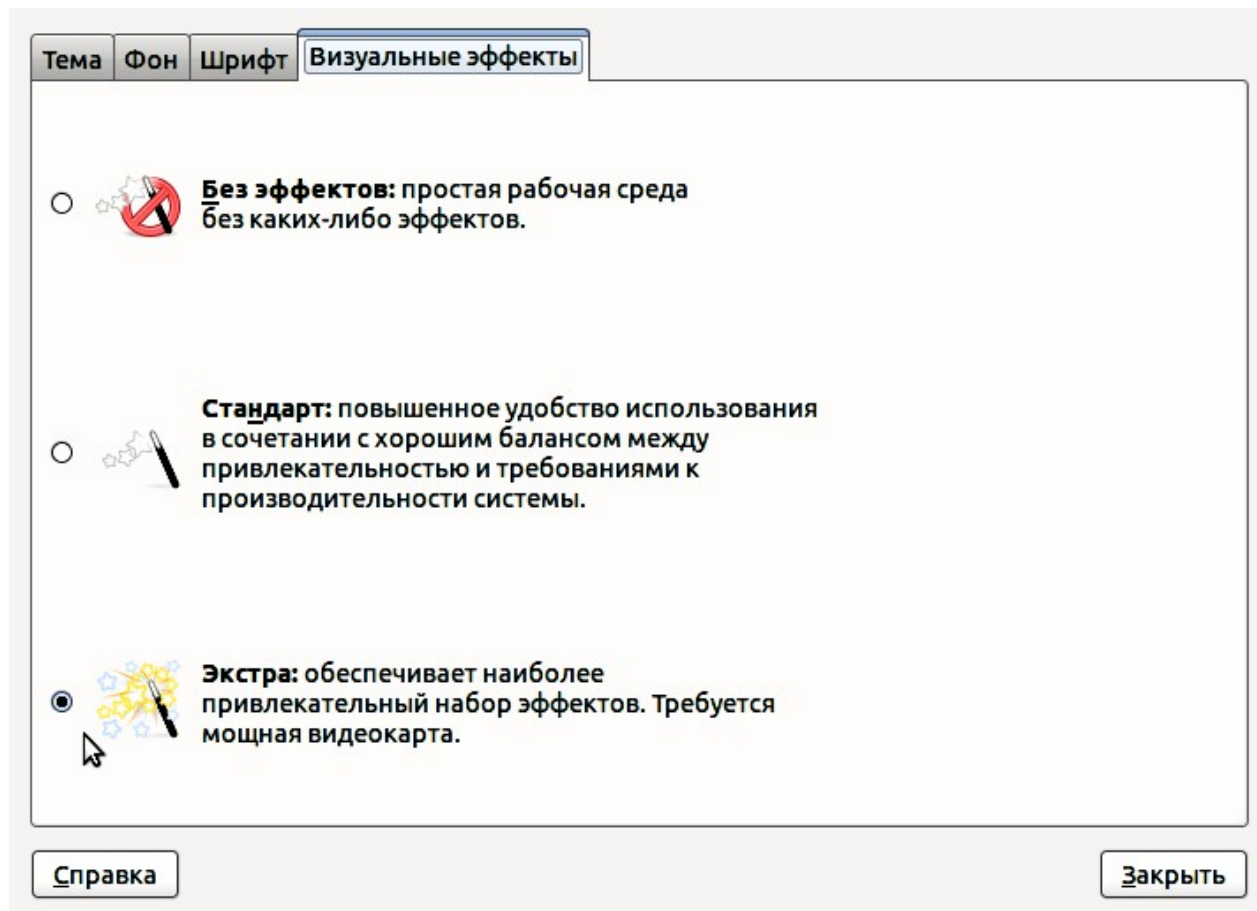 Тема Фон Шрифт Визуальные эффекты
Без эффектов: простая рабочая среда
без каких-либо эффектов.
Стандарт: повышенное удобство использования
в сочетании с хорошим балансом между
привлекательностью и требованиями к
производительности системы.
Экстра: обеспечивает наиболее
привлекательный набор эффектов. Требуется
мощная видеокарта.
Справка Закрыть